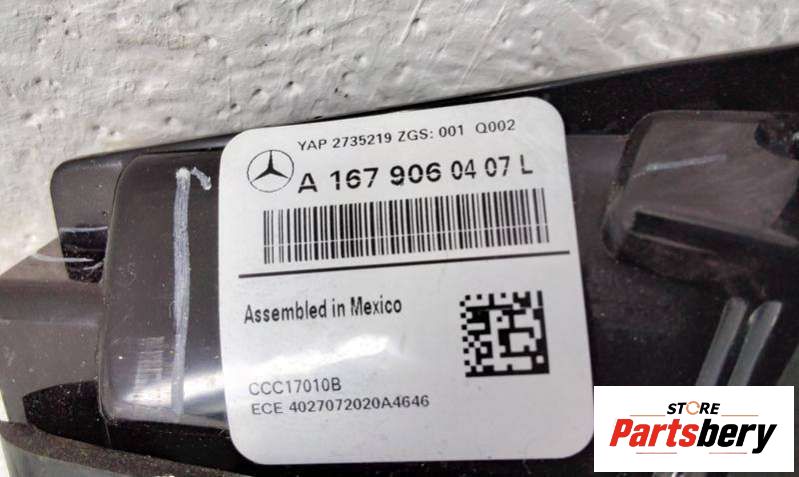 YAP 2735219 ZGS: 001 Q002
A 167 906 04 07 L
Assembled in Mexico
CCC17010B
ECE 4027072020A4646
STORE
Partsbery